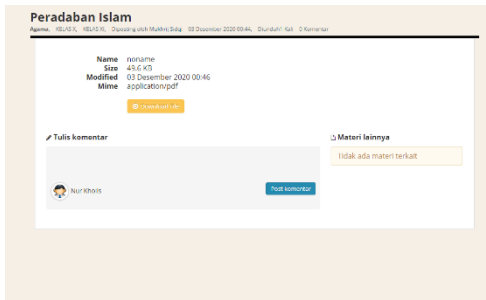 Peradaban Islam
Agama, KELAS X, KELAS XI, Diposting oleh Mukhni Sidiq 03 Desember 2020 00:46, Diunduh: Kali 0 Komentar
Name noname
Size 49.6 KB
Modified 03 Desember 2020 00:46
Mime application/pdf
Download File
Tulis komentar
Materi lainnya
Tidak ada materi terkait
Nur Kholis
Post komentar